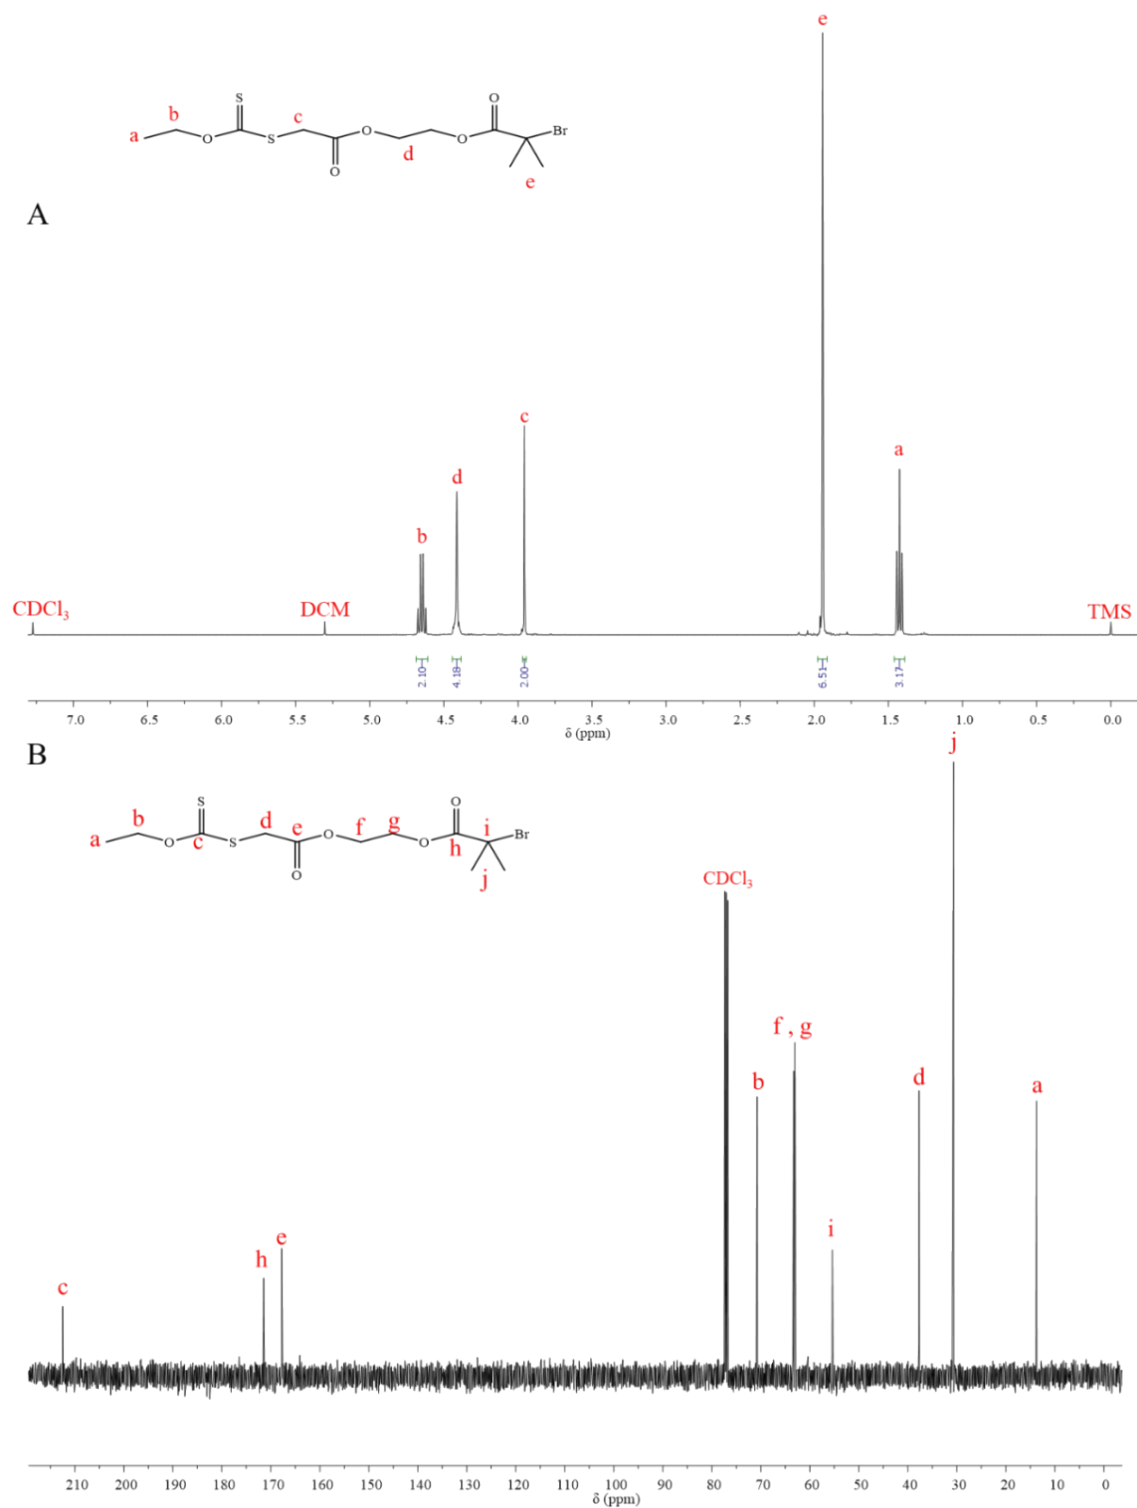 e
S
O
b
c
O
Br
a
O
S
O
d
O
O
e
A
c
a
d
b
CDCl₃
DCM
TMS
2.10
4.18
2.00
6.51
3.17
7.0 6.5 6.0 5.5 5.0 4.5 4.0 3.5 3.0 2.5 2.0 1.5 1.0 0.5 0.0
δ (ppm)
B
j
S
O
b
d
f
g
i
a
O
c
S
e
O
O
h
Br
O
j
CDCl₃
f , g
b
d
a
i
e
h
c
210 200 190 180 170 160 150 140 130 120 110 100 90 80 70 60 50 40 30 20 10 0
δ (ppm)